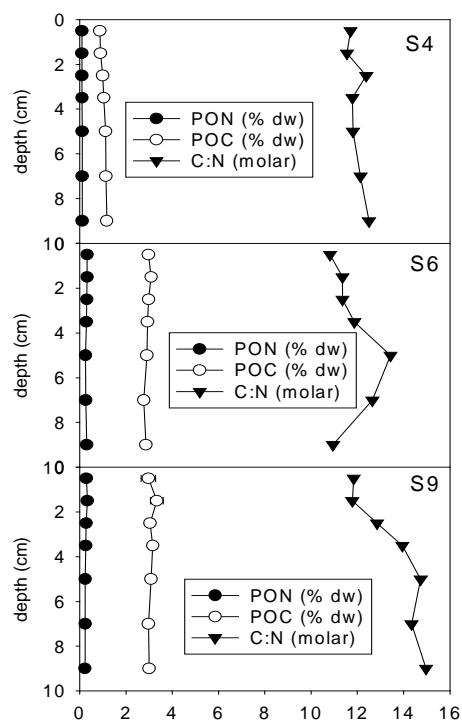 0
S4
2
PON (% dw)
4
POC (% dw)
C:N (molar)
6
8
depth (cm)
10
0
S6
2
4
PON (% dw)
POC (% dw)
6
C:N (molar)
8
depth (cm)
10
0
S9
2
4
PON (% dw)
POC (% dw)
6
C:N (molar)
8
depth (cm)
10
0 2 4 6 8 10 12 14 16